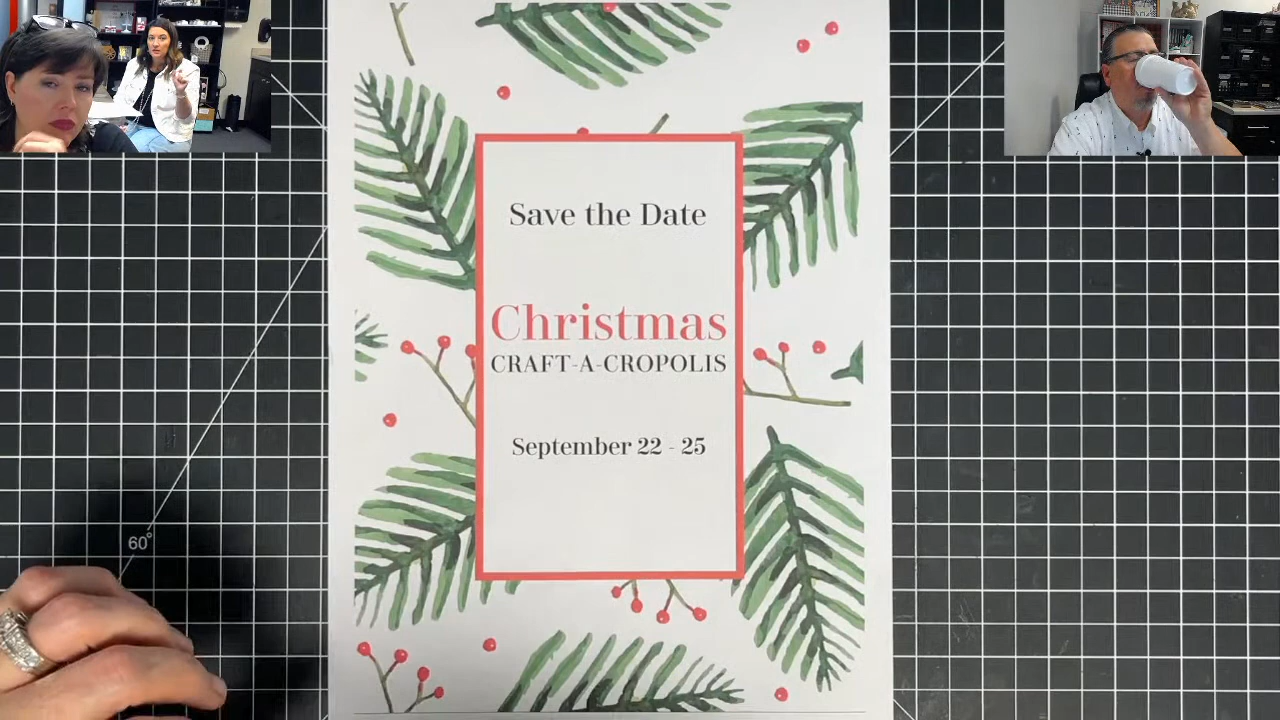 Save the Date
Christmas
CRAFT-A-CROPOLIS
September 22 - 25
60°